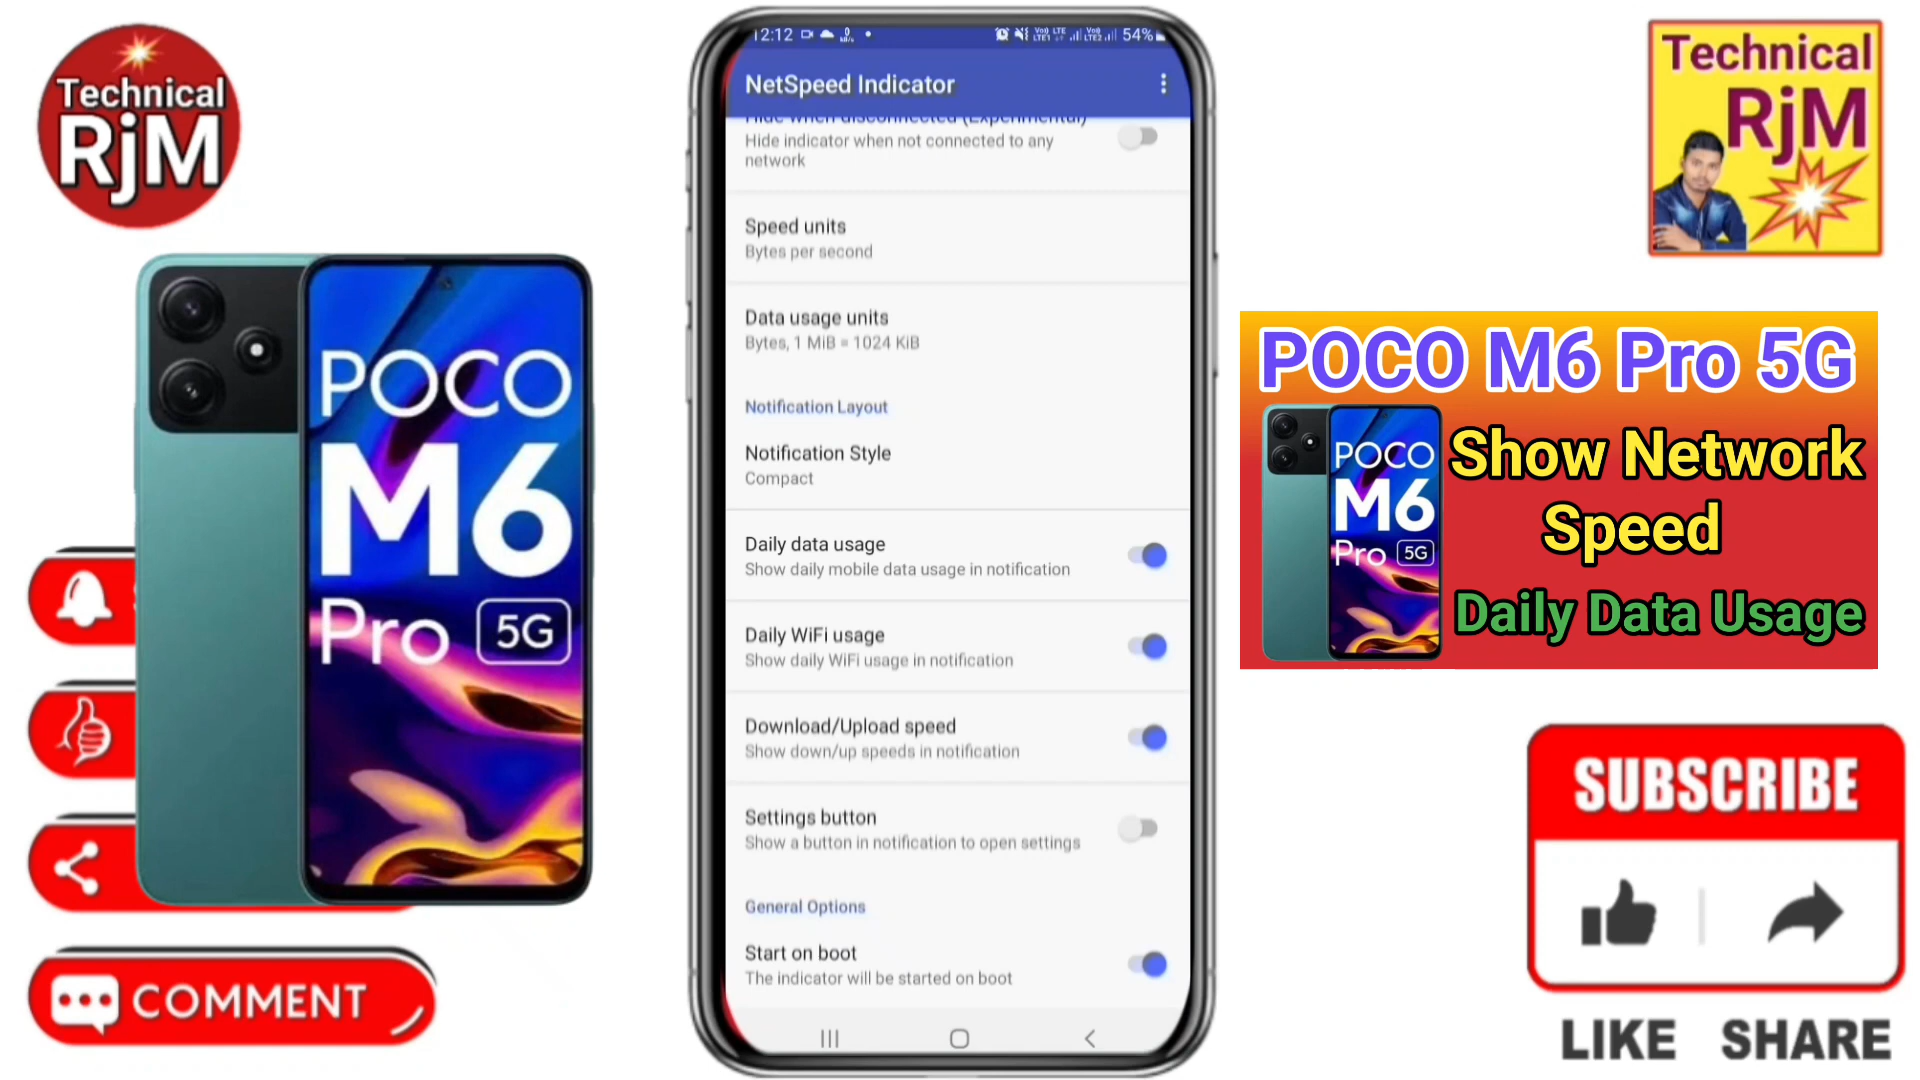 Technical
RjM
POCO
M6
Pro 5G
COMMENT
12:12
54%
NetSpeed Indicator
Hide when disconnected (Experimental)
Hide indicator when not connected to any
network
Speed units
Bytes per second
Data usage units
Bytes, 1 MiB = 1024 KiB
Notification Layout
Notification Style
Compact
Daily data usage
Show daily mobile data usage in notification
Daily WiFi usage
Show daily WiFi usage in notification
Download/Upload speed
Show down/up speeds in notification
Settings button
Show a button in notification to open settings
General Options
Start on boot
The indicator will be started on boot
Technical
RjM
POCO M6 Pro 5G
POCO
M6
Pro 5G
Show Network
Speed
Daily Data Usage
SUBSCRIBE
LIKE SHARE